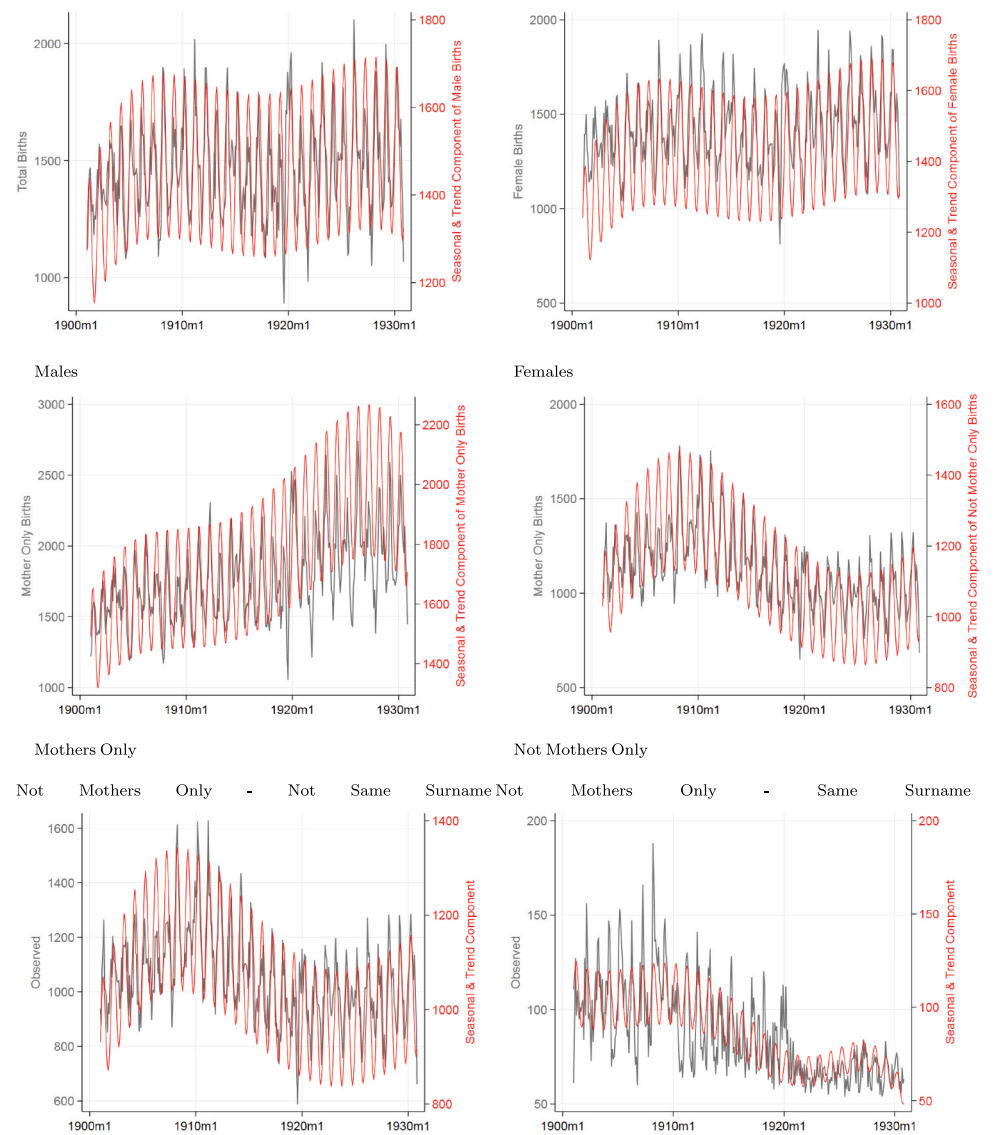 2000
1500
1000
Total Births
1800
1600
1400
1200
Seasonal & Trend Component of Male Births
1900m1 1910m1 1920m1 1930m1
2000
1500
1000
500
Female Births
1800
1600
1400
1200
1000
Seasonal & Trend Component of Female Births
1900m1 1910m1 1920m1 1930m1
Males
Females
3000
2500
2000
1500
1000
Mother Only Births
2200
2000
1800
1600
1400
Seasonal & Trend Component of Mother Only Births
1900m1 1910m1 1920m1 1930m1
2000
1500
1000
500
Mother Only Births
1600
1400
1200
1000
800
Seasonal & Trend Component of Not Mother Only Births
1900m1 1910m1 1920m1 1930m1
Mothers Only
Not Mothers Only
Not Mothers Only - Not Same Surname
Not Mothers Only - Same Surname
1600
1400
1200
1000
800
600
Observed
1400
1200
1000
800
Seasonal & Trend Component
1900m1 1910m1 1920m1 1930m1
200
150
100
50
Observed
200
150
100
50
Seasonal & Trend Component
1900m1 1910m1 1920m1 1930m1